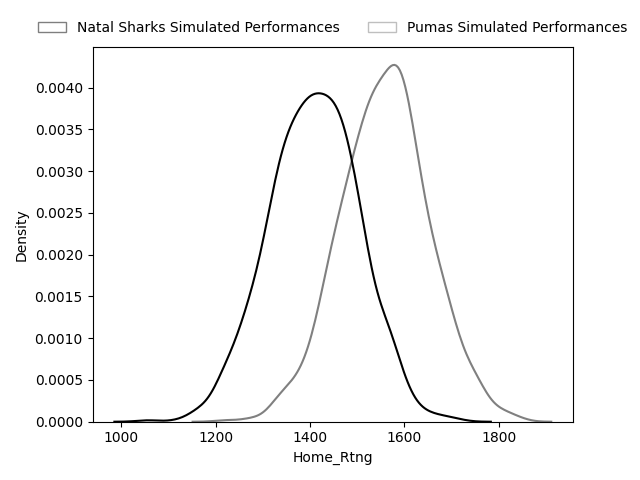 Natal Sharks Simulated Performances Pumas Simulated Performances
0.0040
0.0035
0.0030
0.0025
0.0020
0.0015
0.0010
0.0005
0.0000
Density
1000 1200 1400 1600 1800
Home_Rtng